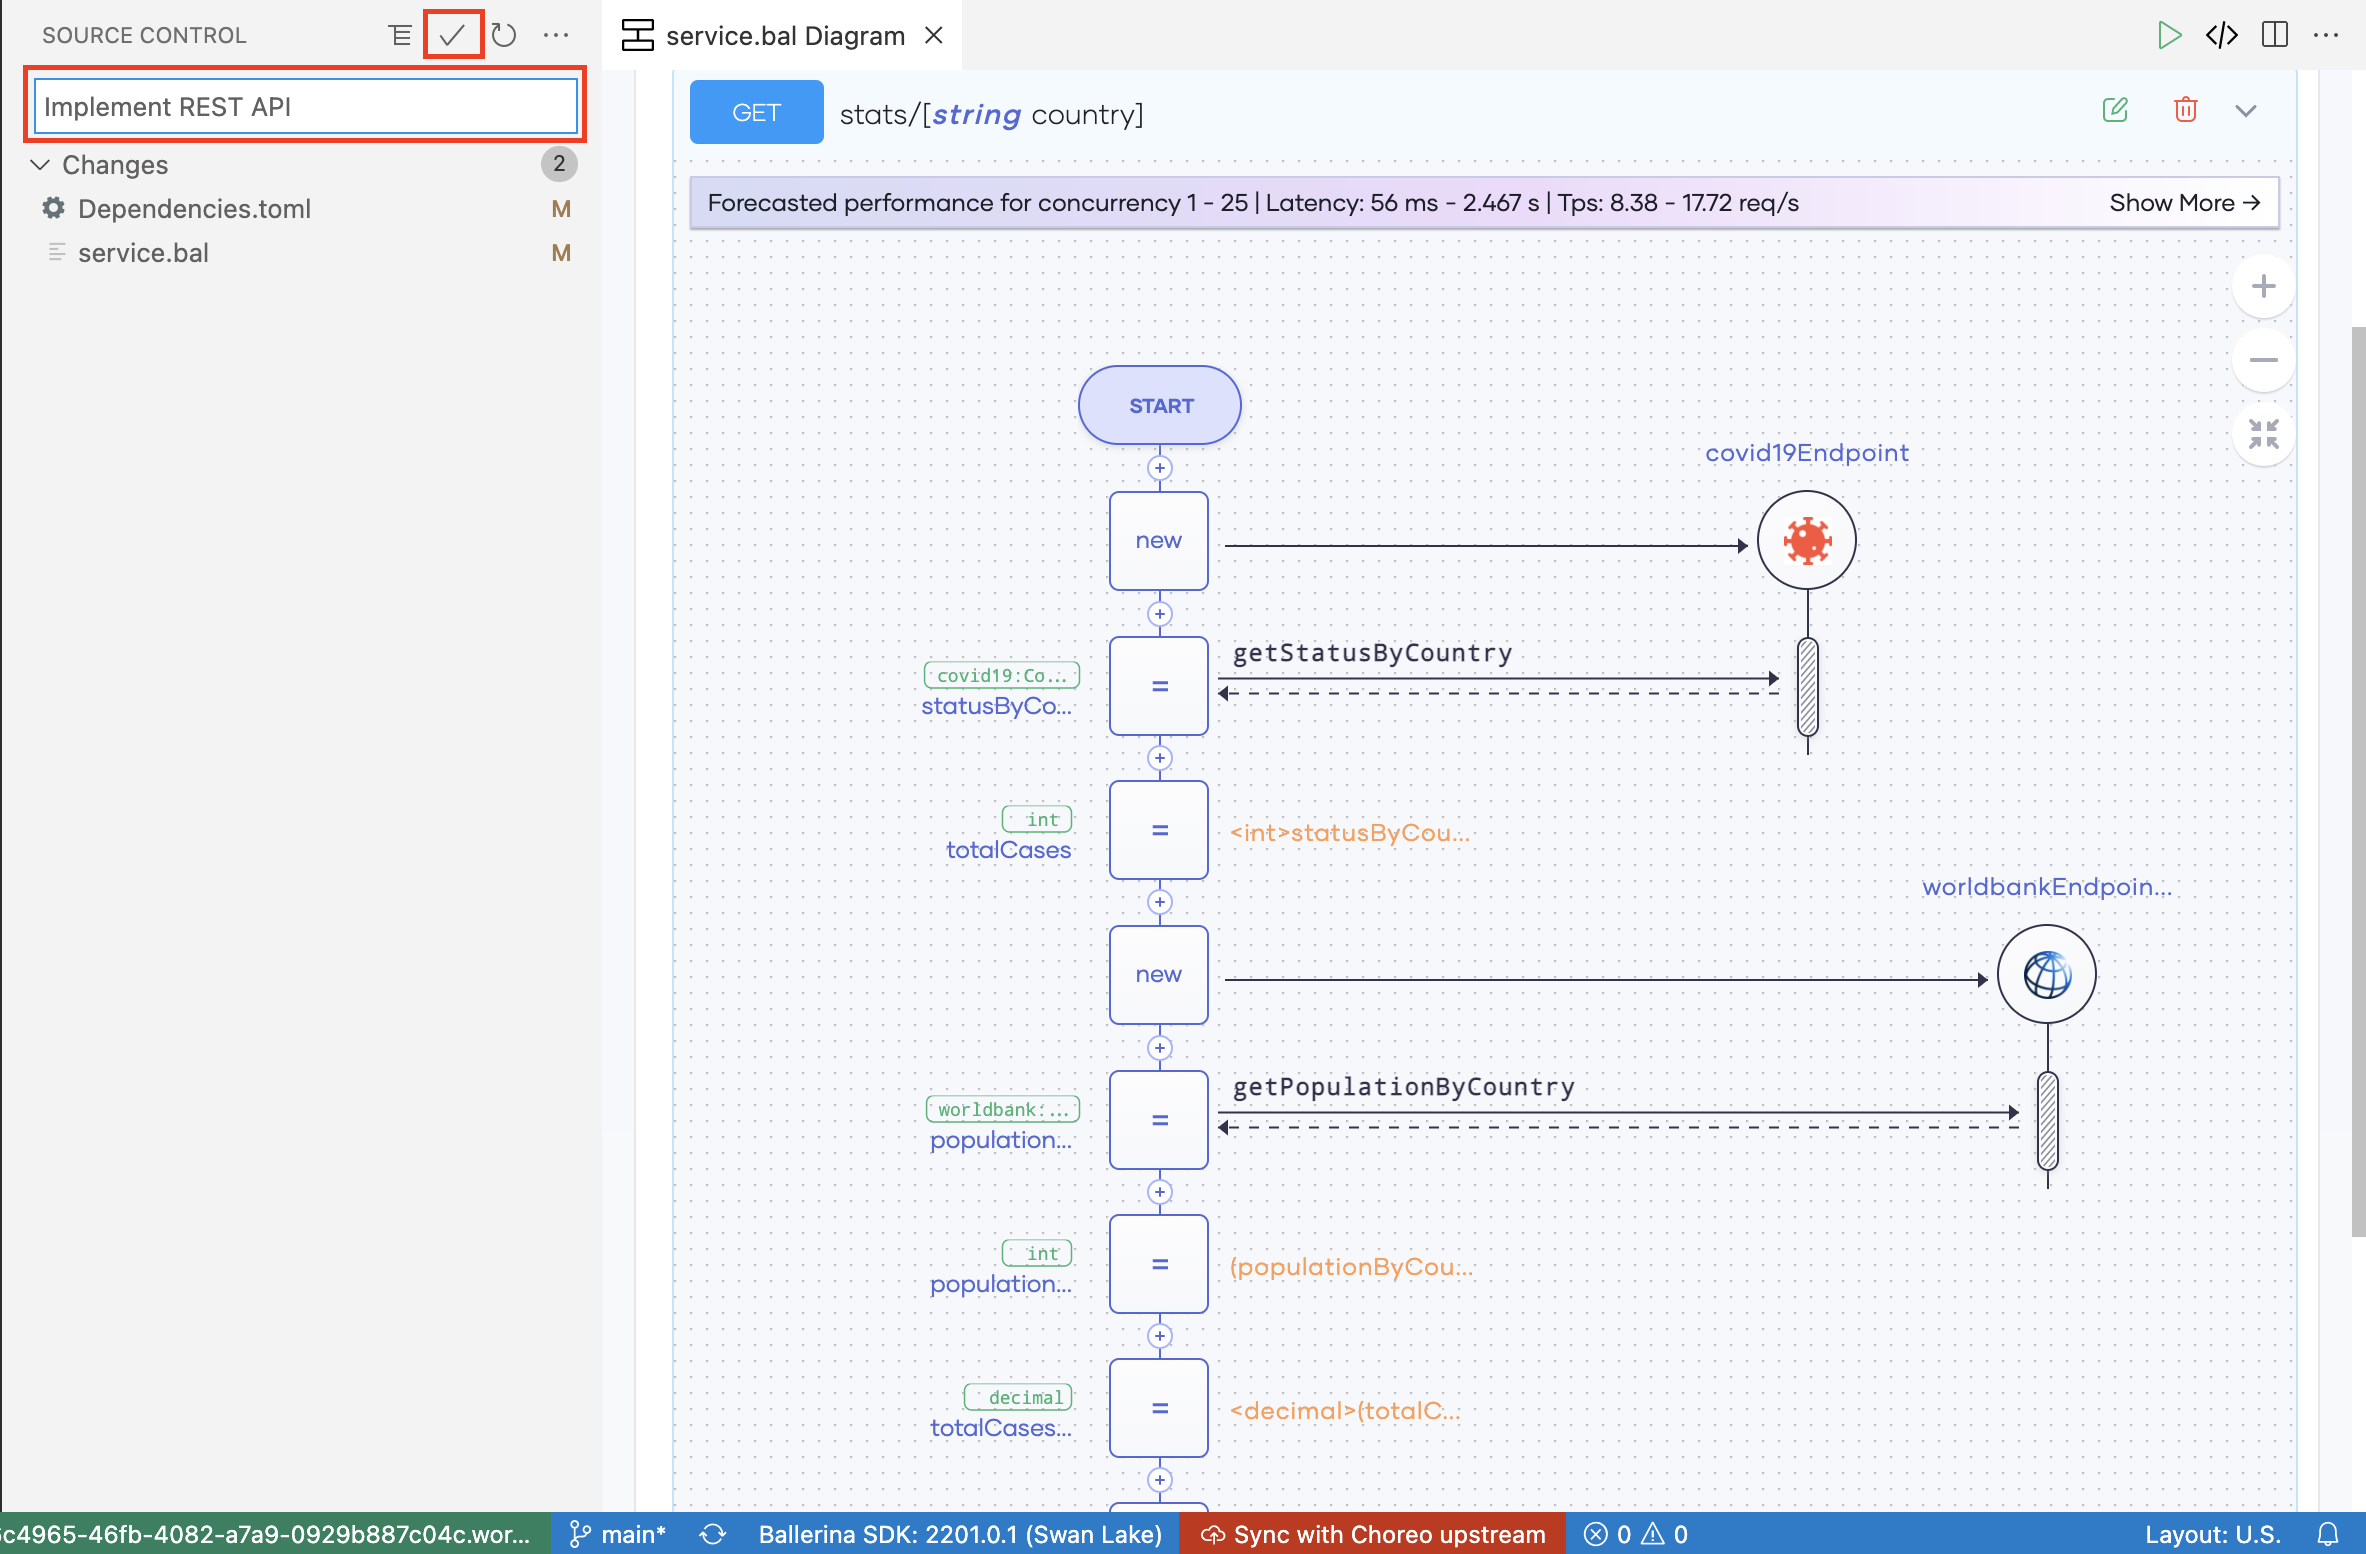 SOURCE CONTROL
Implement REST API
Changes
2
Dependencies.toml
M
service.bal
M
service.bal Diagram
GET
stats/[string country]
Forecasted performance for concurrency 1 - 25 | Latency: 56 ms - 2.467 s | Tps: 8.38 - 17.72 req/s
Show More →
START
covid19Endpoint
new
getStatusByCountry
covid19:Co...
statusByCo...
=
int
totalCases
=
<int>statusByCou...
worldbankEndpoin...
new
getPopulationByCountry
worldbank:...
population...
=
int
population...
=
(populationByCou...
decimal
totalCases...
=
<decimal>(totalC...
c4965-46fb-4082-a7a9-0929b887c04c.wor...
main*
Ballerina SDK: 2201.0.1 (Swan Lake)
Sync with Choreo upstream
0
0
Layout: U.S.